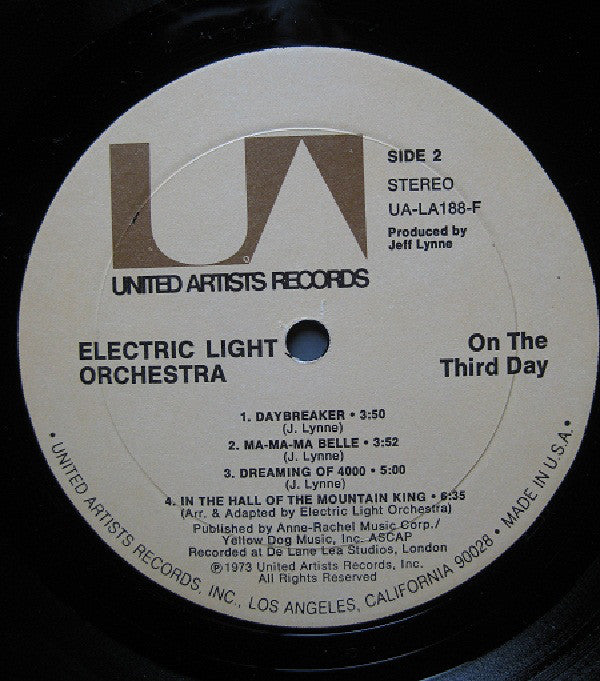 UA
UNITED ARTISTS RECORDS
SIDE 2
STEREO
UA-LA188-F
Produced by
Jeff Lynne
ELECTRIC LIGHT
ORCHESTRA
On The
Third Day
1. DAYBREAKER • 3:50
(J. Lynne)
2. MA-MA-MA BELLE • 3:52
(J. Lynne)
3. DREAMING OF 4000 • 5:00
(J. Lynne)
4. IN THE HALL OF THE MOUNTAIN KING • 6:35
(Arr. & Adapted by Electric Light Orchestra)
Published by Anne-Rachel Music Corp./
Yellow Dog Music, Inc. ASCAP
Recorded at De Lane Lea Studios, London
℗1973 United Artists Records, Inc.
All Rights Reserved
• UNITED ARTISTS RECORDS, INC., LOS ANGELES, CALIFORNIA 90028 • MADE IN U.S.A. •